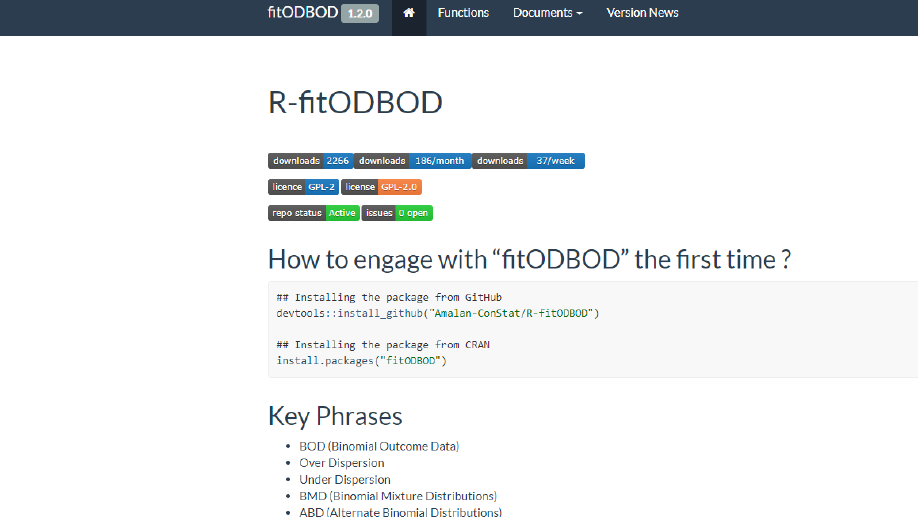 fitODBOD 1.2.0 Functions Documents Version News
R-fitODBOD
downloads 2266 downloads 186/month downloads 37/week
licence GPL-2 license GPL-2.0
repo status Active issues 0 open
How to engage with “fitODBOD” the first time ?
## Installing the package from GitHub
devtools::install_github("Amalan-ConStat/R-fitODBOD")
## Installing the package from CRAN
install.packages("fitODBOD")
Key Phrases
• BOD (Binomial Outcome Data)
• Over Dispersion
• Under Dispersion
• BMD (Binomial Mixture Distributions)
• ABD (Alternate Binomial Distributions)